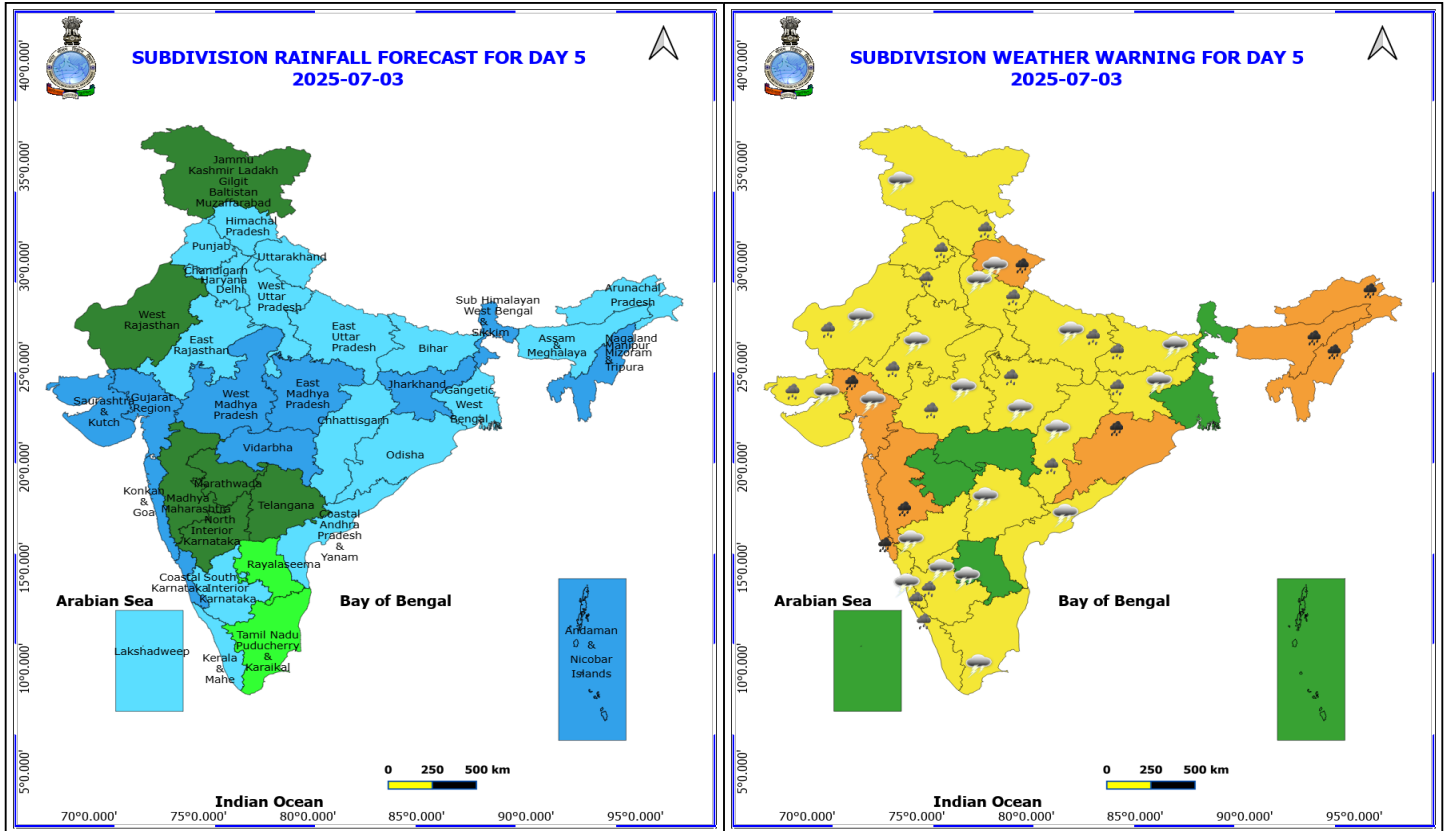 SUBDIVISION RAINFALL FORECAST FOR DAY 5
2025-07-03
40°0.000'
35°0.000'
30°0.000'
25°0.000'
20°0.000'
15°0.000'
10°0.000'
5°0.000'
Jammu
Kashmir Ladakh
Gilgit
Baltistan
Muzaffarabad
Himachal
Pradesh
Punjab
Uttarakhand
Chandigarh
Haryana
Delhi
West
Uttar
Pradesh
West
Rajasthan
East
Rajasthan
East
Uttar
Pradesh
Bihar
Sub Himalayan
West Bengal
&
Sikkim
Arunachal
Pradesh
Assam
&
Meghalaya
Nagaland
Manipur
Mizoram
&
Tripura
Saurashtra
&
Kutch
Gujarat
Region
West
Madhya
Pradesh
East
Madhya
Pradesh
Jharkhand
Gangetic
West
Bengal
Chhattisgarh
Odisha
Vidarbha
Konkan
&
Goa
Madhya
Maharashtra
Marathwada
Telangana
North
Interior
Karnataka
Coastal
Andhra
Pradesh
&
Yanam
Rayalaseema
Coastal
Karnataka
South
Interior
Karnataka
Tamil Nadu
Puducherry
&
Karaikal
Kerala
&
Mahe
Lakshadweep
Andaman
&
Nicobar
Islands
Arabian Sea
Bay of Bengal
Indian Ocean
0 250 500 km
70°0.000' 75°0.000' 80°0.000' 85°0.000' 90°0.000' 95°0.000'
SUBDIVISION WEATHER WARNING FOR DAY 5
2025-07-03
40°0.000'
35°0.000'
30°0.000'
25°0.000'
20°0.000'
15°0.000'
10°0.000'
5°0.000'
Arabian Sea
Bay of Bengal
Indian Ocean
0 250 500 km
70°0.000' 75°0.000' 80°0.000' 85°0.000' 90°0.000' 95°0.000'